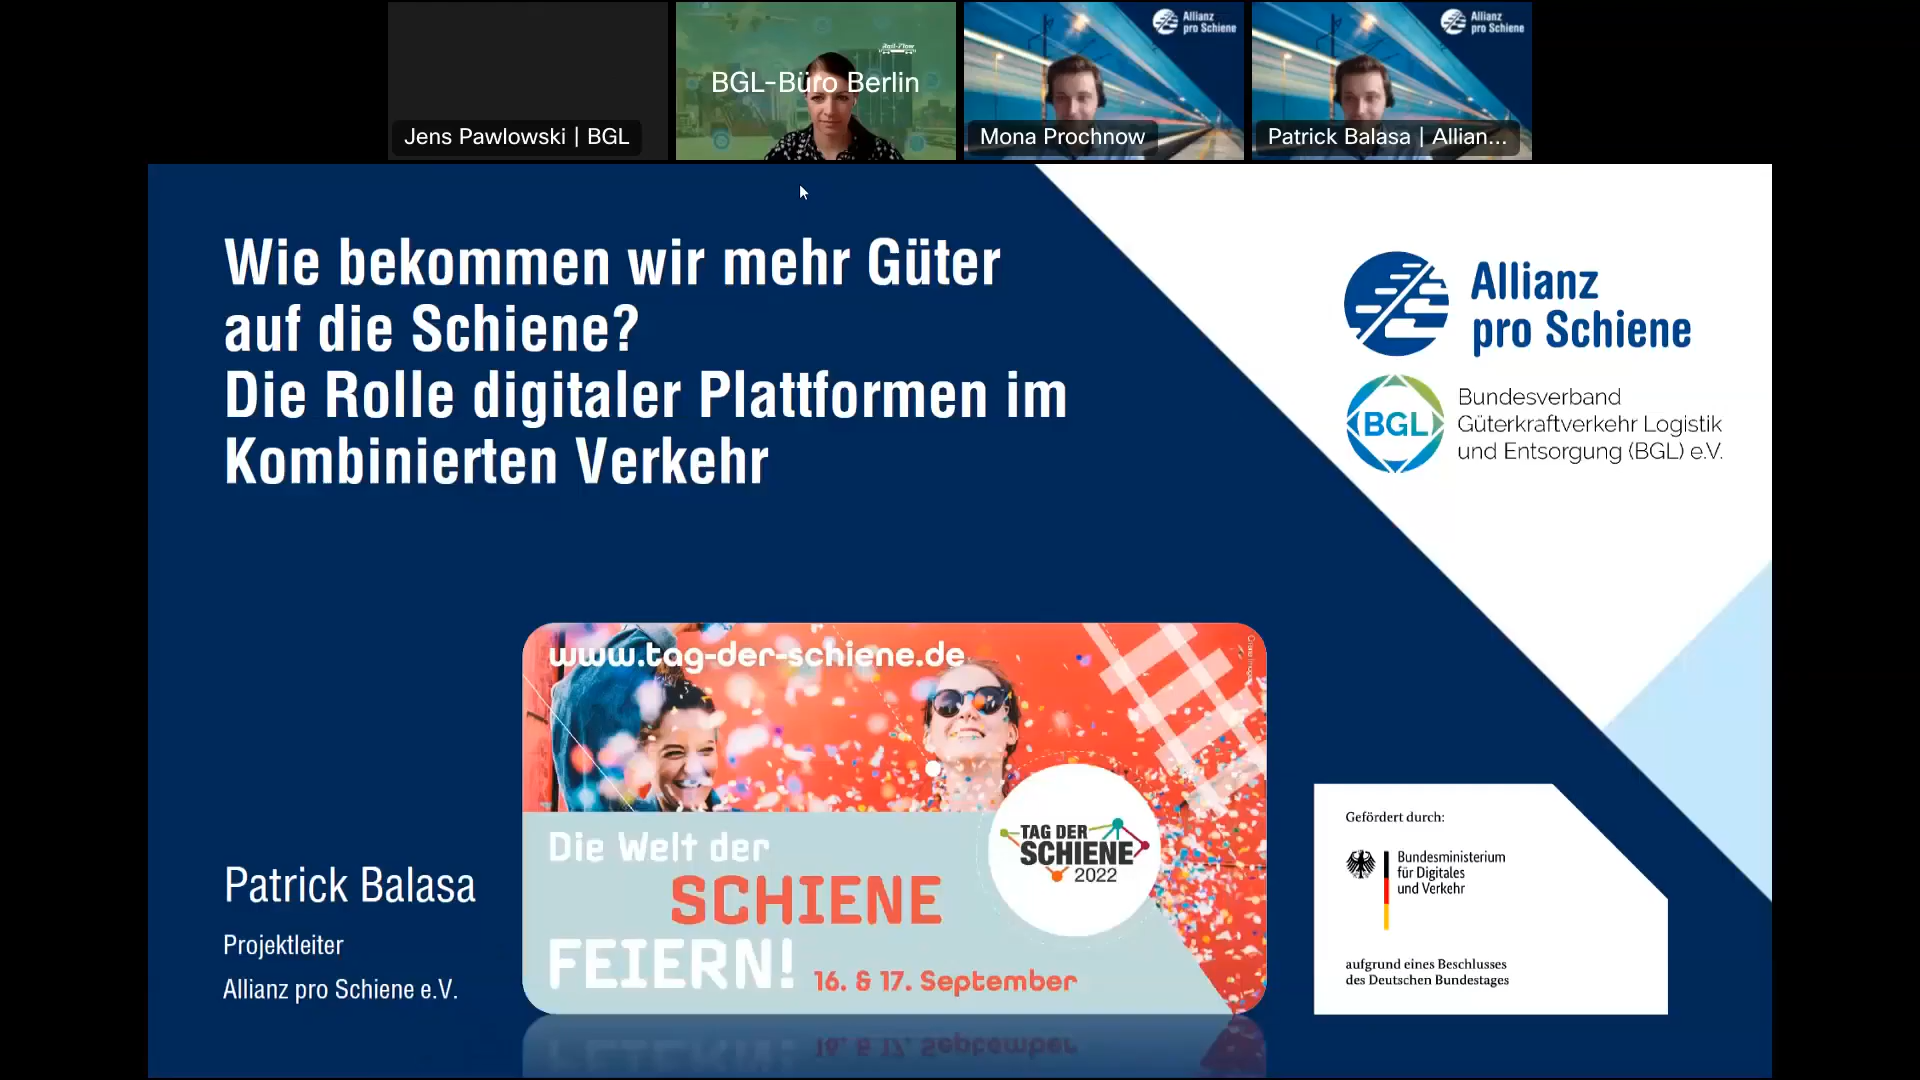 Allianz
pro Schiene
Allianz
pro Schiene
Rail-Flow
BGL-Büro Berlin
Jens Pawlowski | BGL
Mona Prochnow
Patrick Balasa | Allian...
Wie bekommen wir mehr Güter
auf die Schiene?
Die Rolle digitaler Plattformen im
Kombinierten Verkehr
Allianz
pro Schiene
BGL
Bundesverband
Güterkraftverkehr Logistik
und Entsorgung (BGL) e.V.
www.tag-der-schiene.de
Die Welt der
SCHIENE
FEIERN!
16. & 17. September
TAG DER
SCHIENE
2022
Patrick Balasa
Projektleiter
Allianz pro Schiene e.V.
Gefördert durch:
Bundesministerium
für Digitales
und Verkehr
aufgrund eines Beschlusses
des Deutschen Bundestages